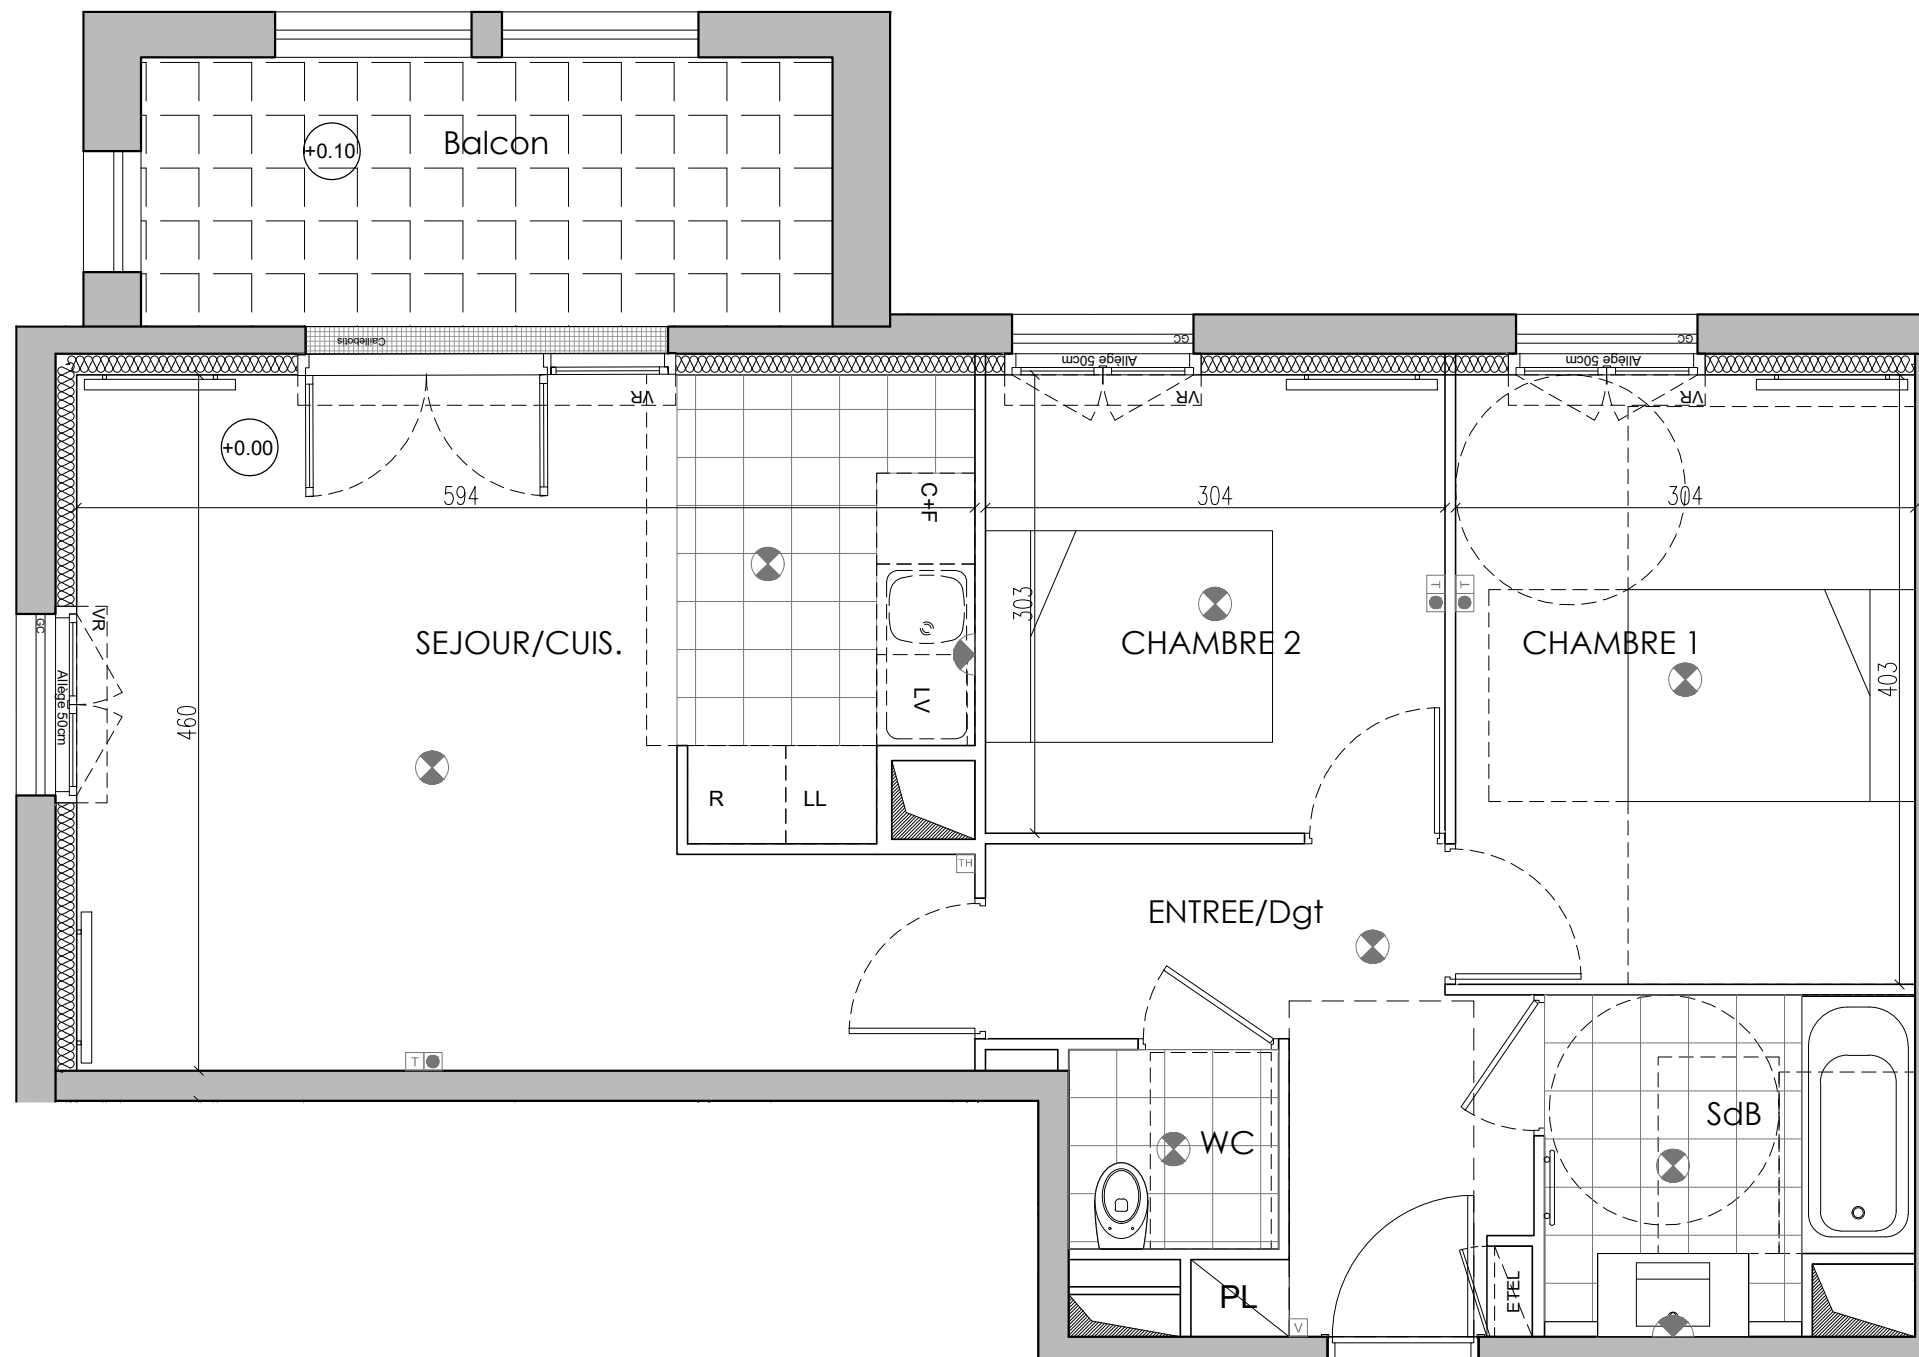 Balcon
+0.10
Caillebotis
GC
GC
Allège 50cm
Allège 50cm
VR
VR
VR
+0.00
594
304
304
C+F
303
T
T
VR
GC
Allège 50cm
SEJOUR/CUIS.
CHAMBRE 2
CHAMBRE 1
403
LV
460
R
LL
TH
ENTREE/Dgt
T
WC
SdB
PL
ETEL
V